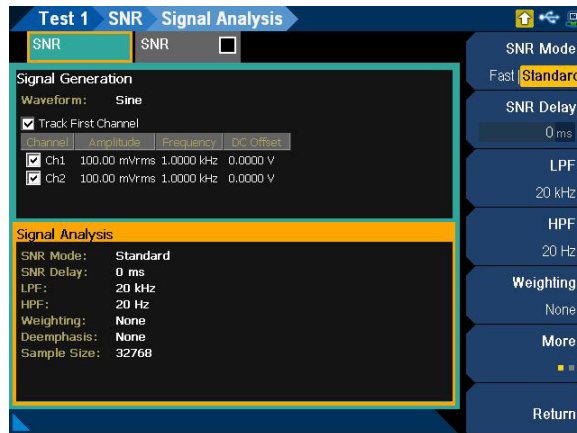 Test 1 SNR Signal Analysis
SNR SNR
Signal Generation
Waveform: Sine
Track First Channel
Channel Amplitude Frequency DC Offset
Ch1 100.00 mVrms 1.0000 kHz 0.0000 V
Ch2 100.00 mVrms 1.0000 kHz 0.0000 V
Signal Analysis
SNR Mode: Standard
SNR Delay: 0 ms
LPF: 20 kHz
HPF: 20 Hz
Weighting: None
Deemphasis: None
Sample Size: 32768
SNR Mode
Fast Standard
SNR Delay
0 ms
LPF
20 kHz
HPF
20 Hz
Weighting
None
More
Return